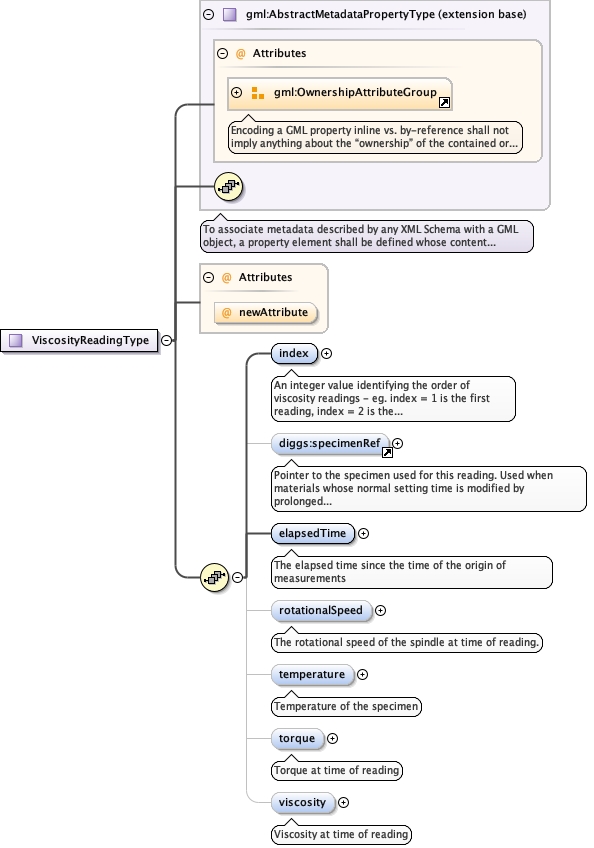 gml:AbstractMetadataPropertyType (extension base)
@ Attributes
gml:OwnershipAttributeGroup
Encoding a GML property inline vs. by-reference shall not
imply anything about the “ownership” of the contained or...
To associate metadata described by any XML Schema with a GML
object, a property element shall be defined whose content...
@ Attributes
@ newAttribute
ViscosityReadingType
index
An integer value identifying the order of
viscosity readings - eg. index = 1 is the first
reading, index = 2 is the...
diggs:specimenRef
Pointer to the specimen used for this reading. Used when
materials whose normal setting time is modified by
prolonged...
elapsedTime
The elapsed time since the time of the origin of
measurements
rotationalSpeed
The rotational speed of the spindle at time of reading.
temperature
Temperature of the specimen
torque
Torque at time of reading
viscosity
Viscosity at time of reading